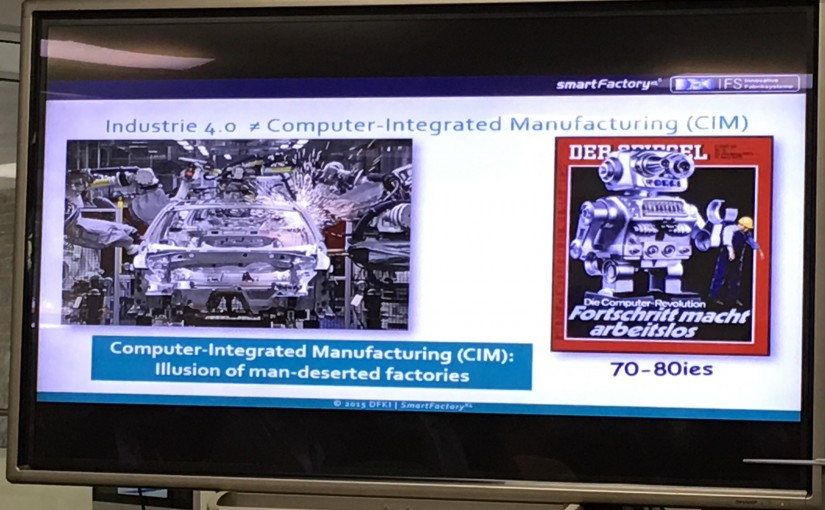 smartFactory KL
IFS Innovative
Fabriksysteme
Industrie 4.0 ≠ Computer-Integrated Manufacturing (CIM)
DER SPIEGEL
Die Computer-Revolution
Fortschritt macht
arbeitslos
Computer-Integrated Manufacturing (CIM):
Illusion of man-deserted factories
70-80ies
© 2015 DFKI | SmartFactory KL